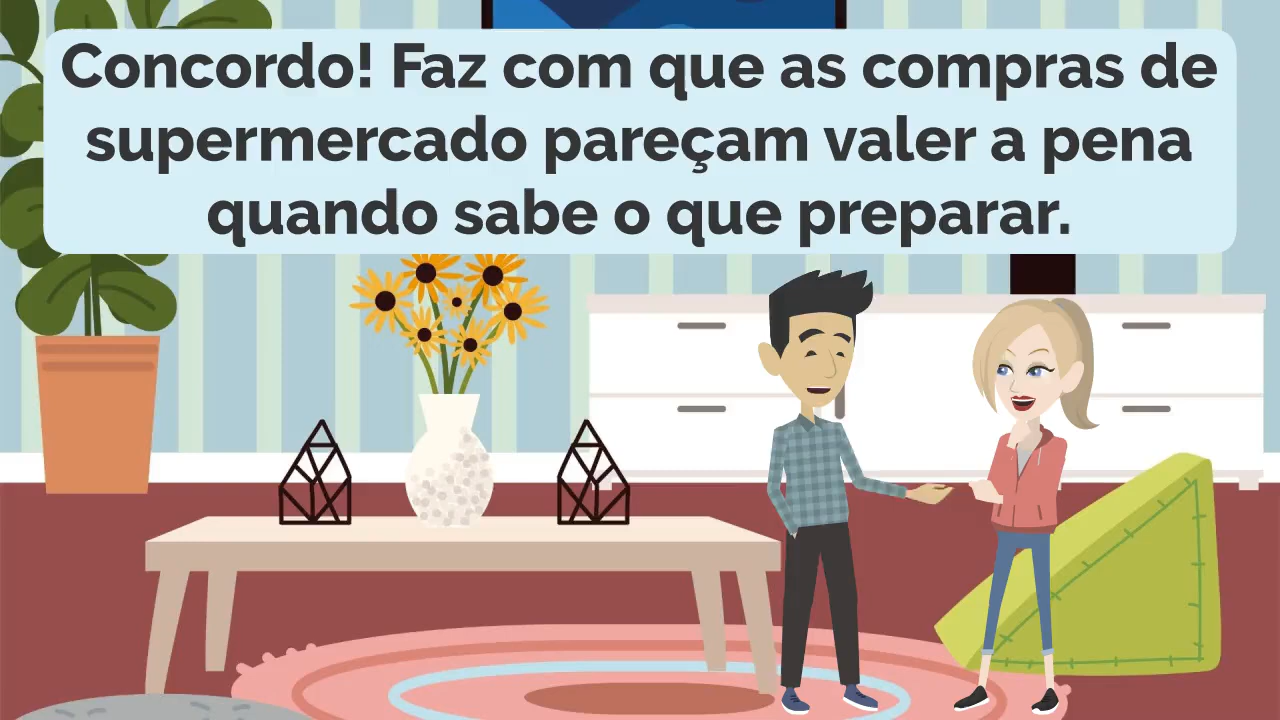 Concordo! Faz com que as compras de
supermercado pareçam valer a pena
quando sabe o que preparar.